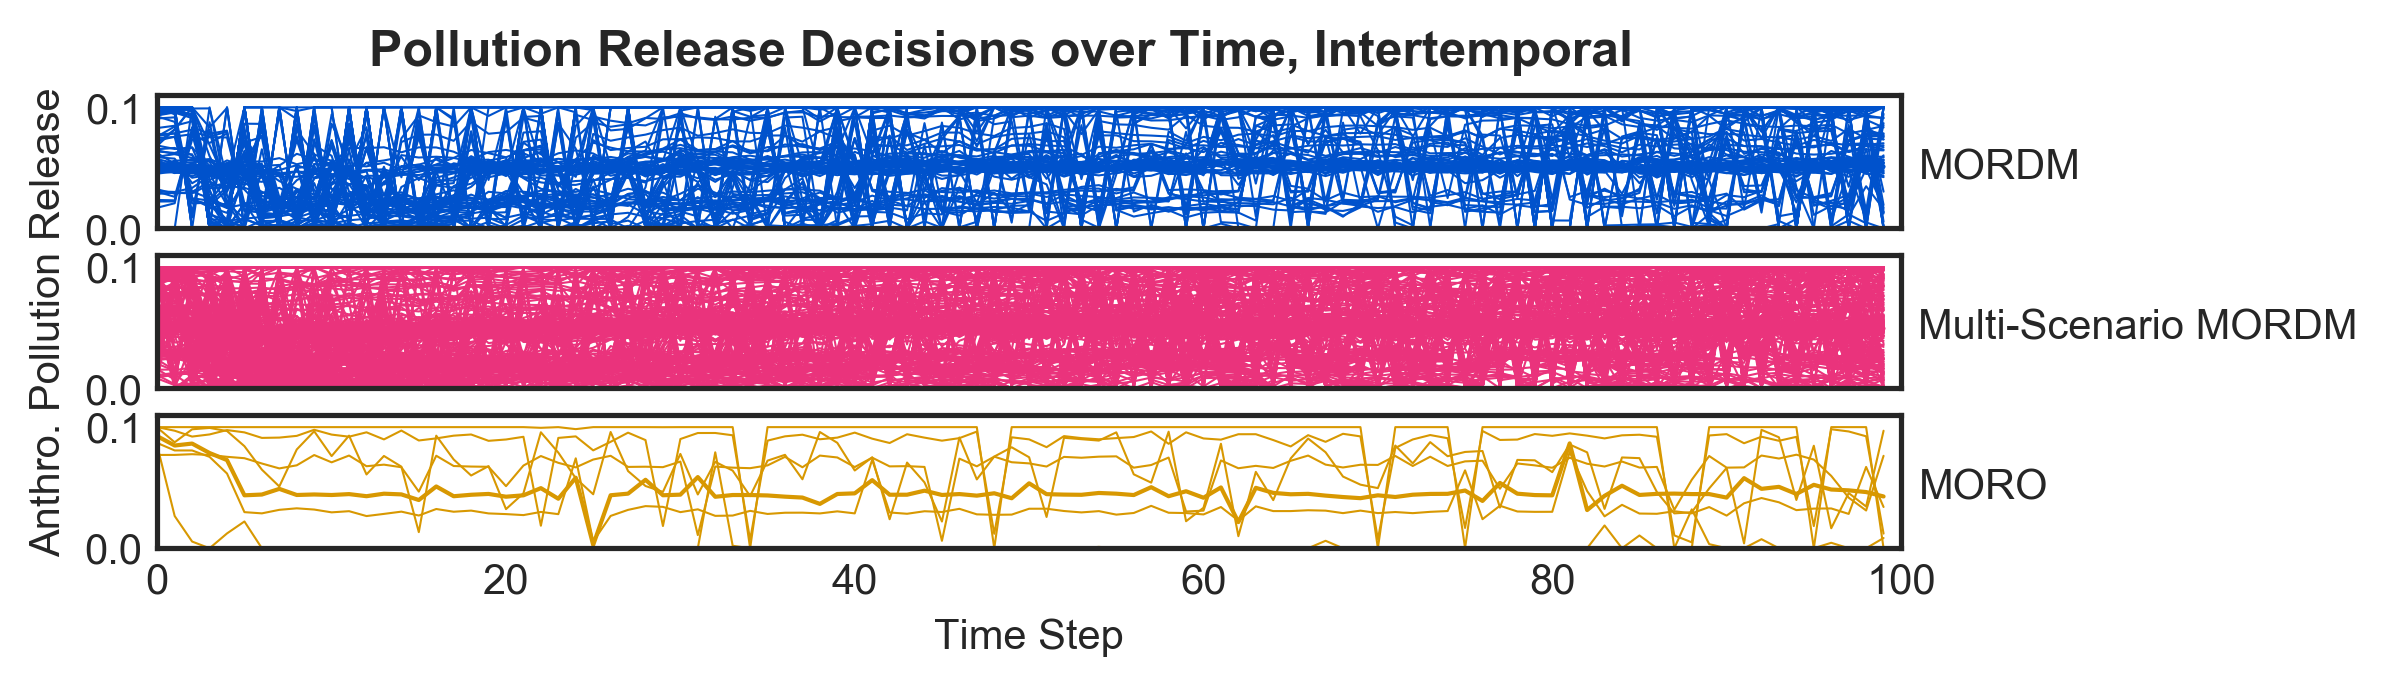 Pollution Release Decisions over Time, Intertemporal
Anthro. Pollution Release
0.1
0.0
MORDM
0.1
0.0
Multi-Scenario MORDM
0.1
0.0
MORO
0 20 40 60 80 100
Time Step